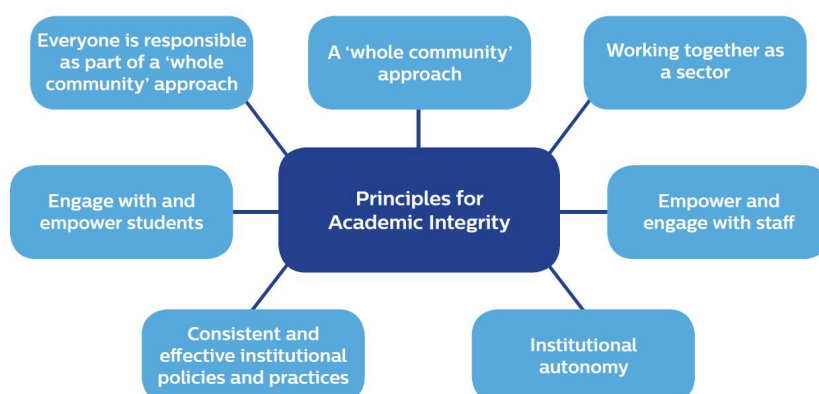 Everyone is responsible
as part of a ‘whole
community’ approach
A ‘whole community’
approach
Working together as
a sector
Engage with and
empower students
Principles for
Academic Integrity
Empower and
engage with staff
Consistent and
effective institutional
policies and practices
Institutional
autonomy